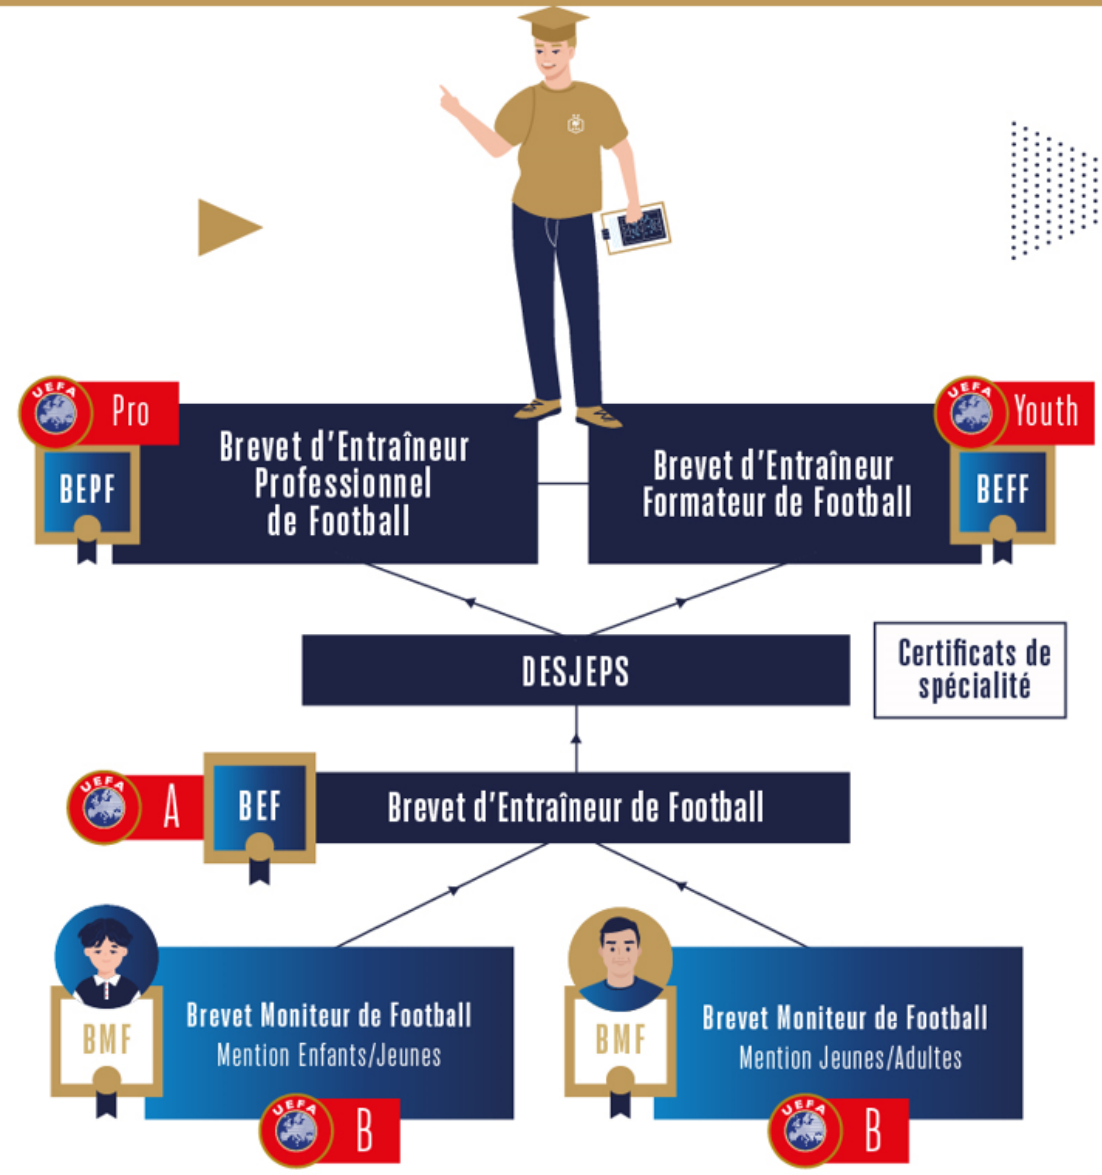 UEFA
Pro
BEPF
Brevet d'Entraîneur
Professionnel
de Football
Brevet d'Entraîneur
Formateur de Football
UEFA
Youth
BEFF
DESJEPS
Certificats de
spécialité
UEFA
A
BEF
Brevet d'Entraîneur de Football
BMF
Brevet Moniteur de Football
Mention Enfants/Jeunes
UEFA
B
BMF
Brevet Moniteur de Football
Mention Jeunes/Adultes
UEFA
B